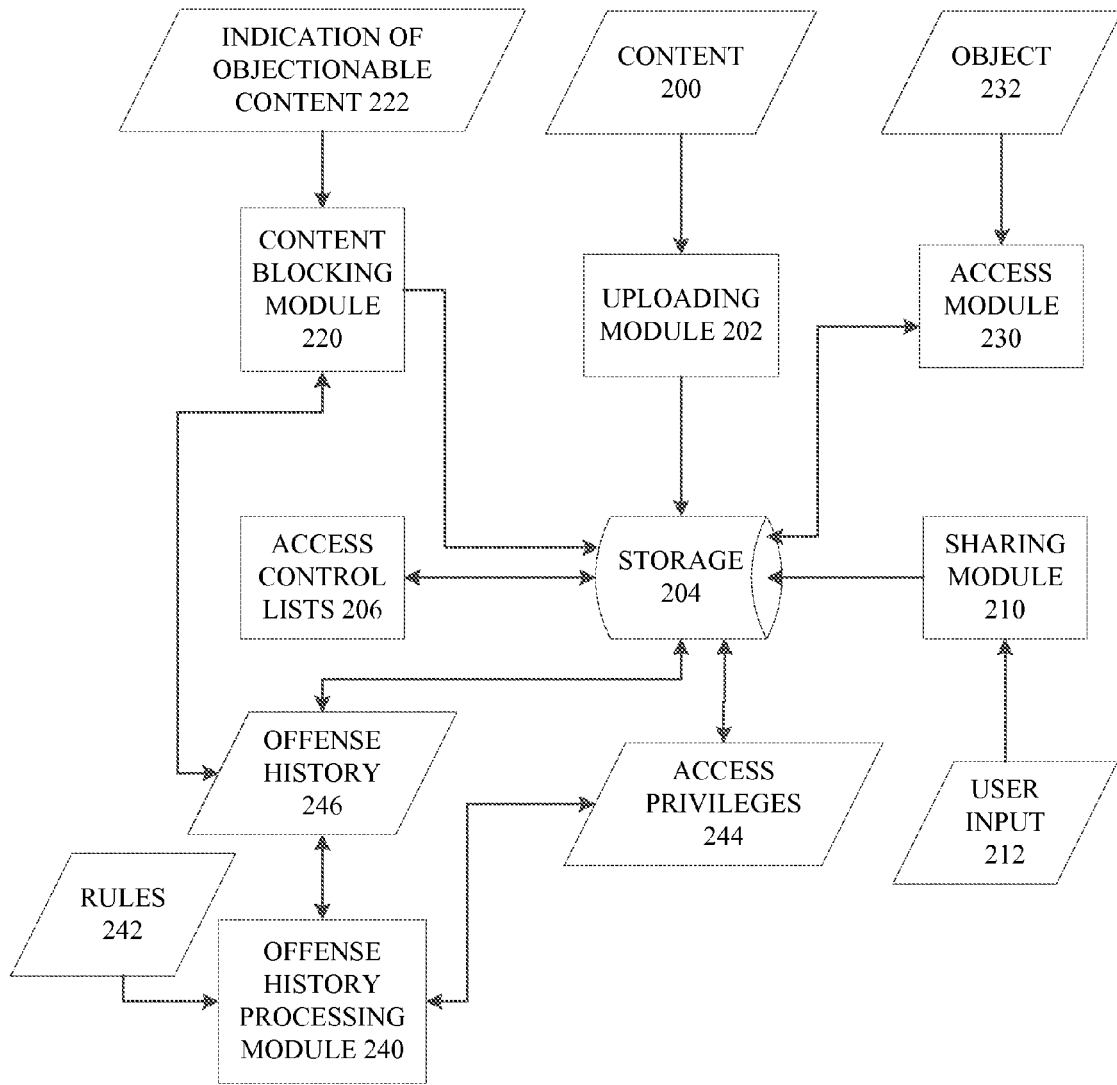 INDICATION OF
OBJECTIONABLE
CONTENT 222
CONTENT
200
OBJECT
232
CONTENT
BLOCKING
MODULE
220
UPLOADING
MODULE 202
ACCESS
MODULE
230
ACCESS
CONTROL
LISTS 206
STORAGE
204
SHARING
MODULE
210
OFFENSE
HISTORY
246
ACCESS
PRIVILEGES
244
USER
INPUT
212
RULES
242
OFFENSE
HISTORY
PROCESSING
MODULE 240